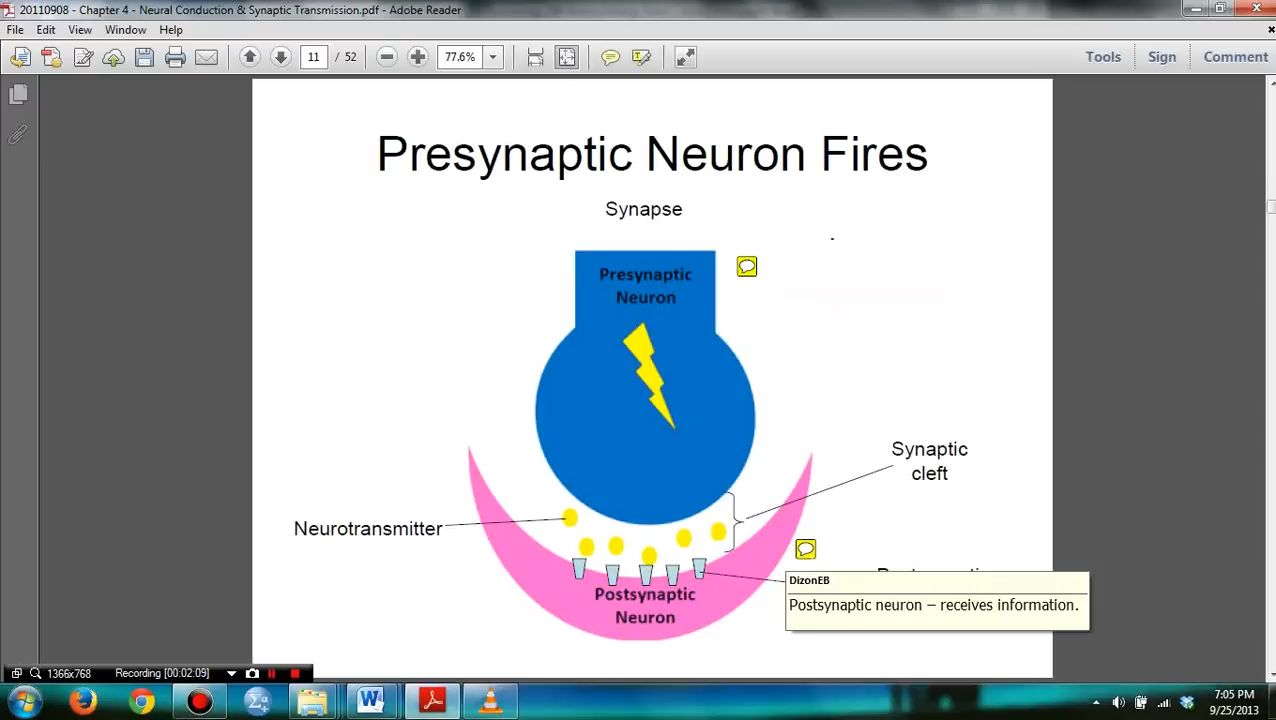 20110908 - Chapter 4 - Neural Conduction & Synaptic Transmission.pdf - Adobe Reader
File Edit View Window Help
11 / 52 77.6% Tools Sign Comment
Presynaptic Neuron Fires
Synapse
Presynaptic
Neuron
Synaptic
cleft
Neurotransmitter
DizonEB
Postsynaptic neuron – receives information.
Postsynaptic
Neuron
1366x768 Recording [00:02:09]
7:05 PM
9/25/2013